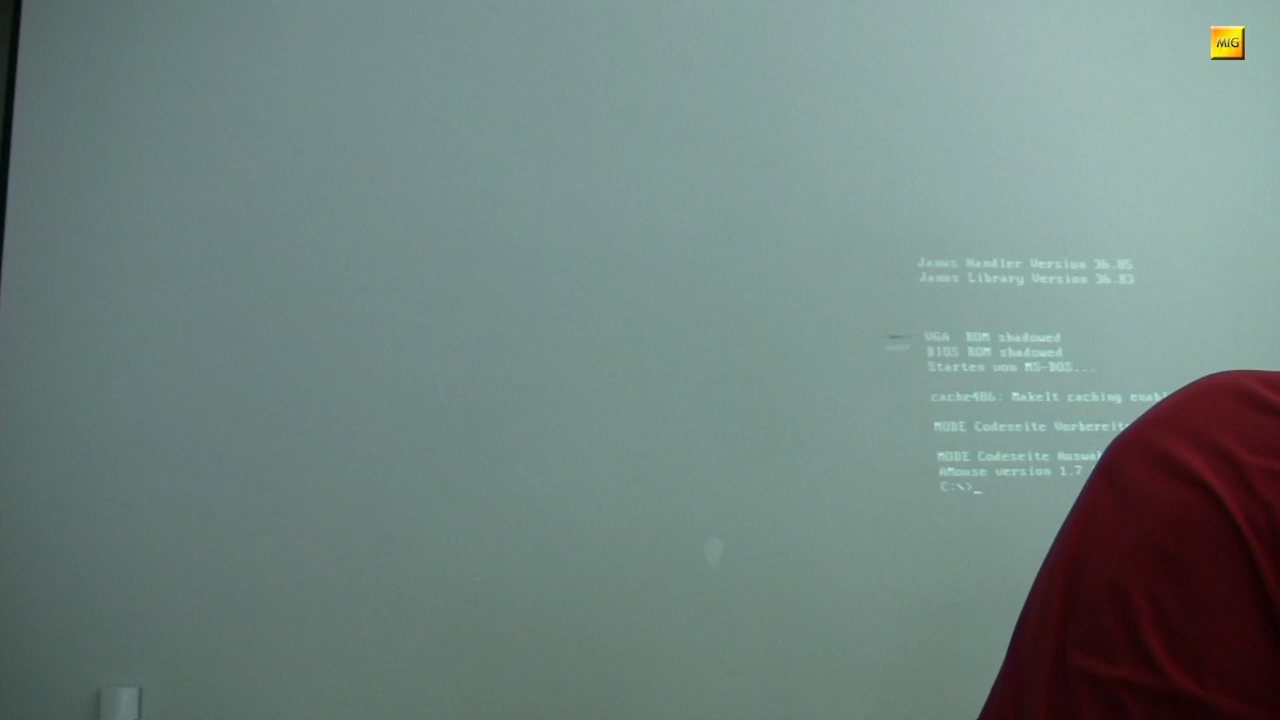 MiG
Janus Handler Version 36.85
Janus Library Version 36.83
VGA ROM shadowed
BIOS ROM shadowed
Starten von MS-DOS...
cache486: MakeIt caching
MODE Codeseite
MODE Codeseite
AMouse version 1.7
C:\>_